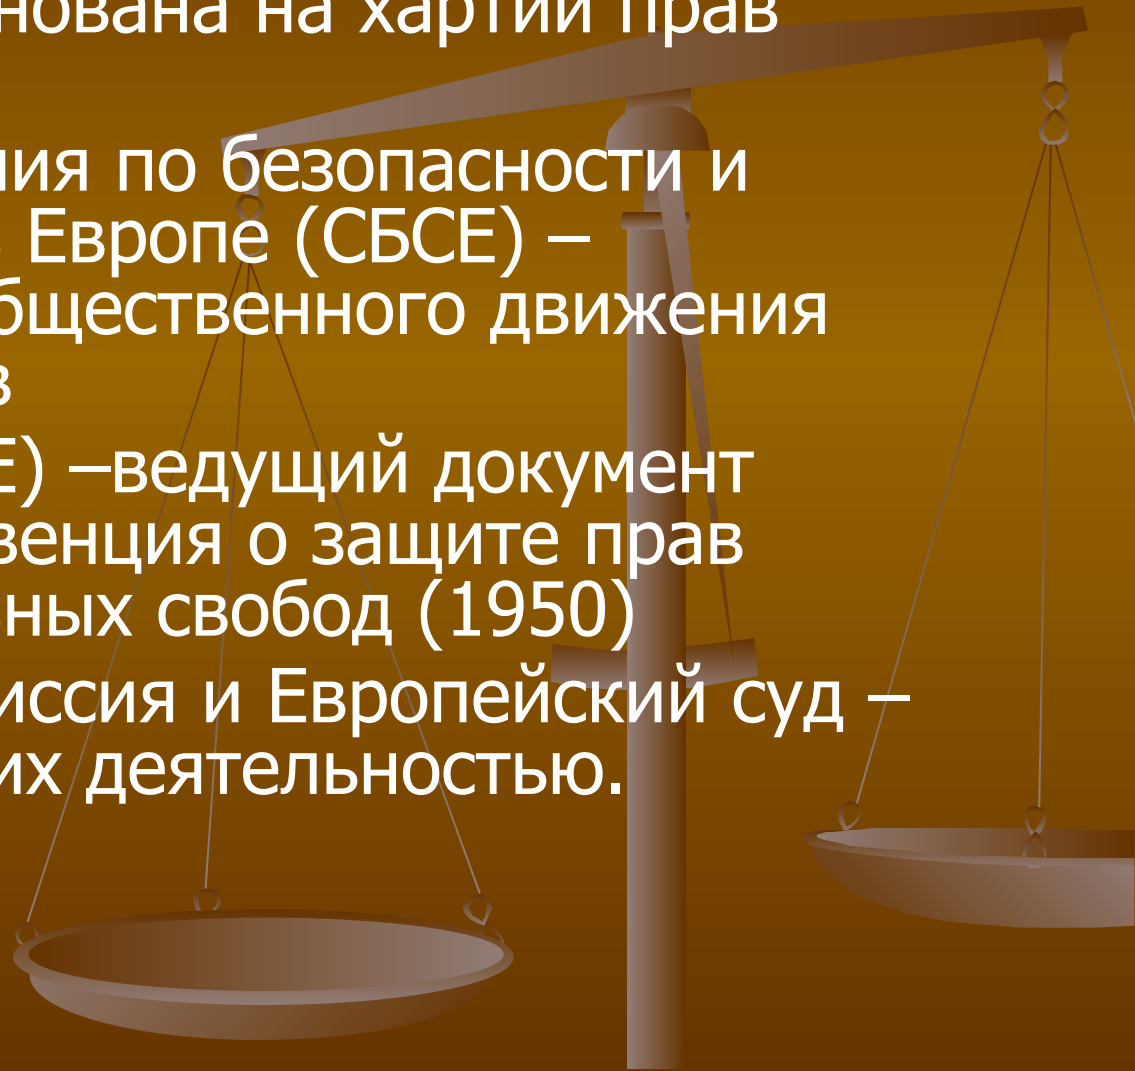 нована на хартии прав
ния по безопасности и
Европе (СБСЕ) –
бщественного движения
в
Е) –ведущий документ
венция о защите прав
ных свобод (1950)
иссия и Европейский суд –
их деятельностью.